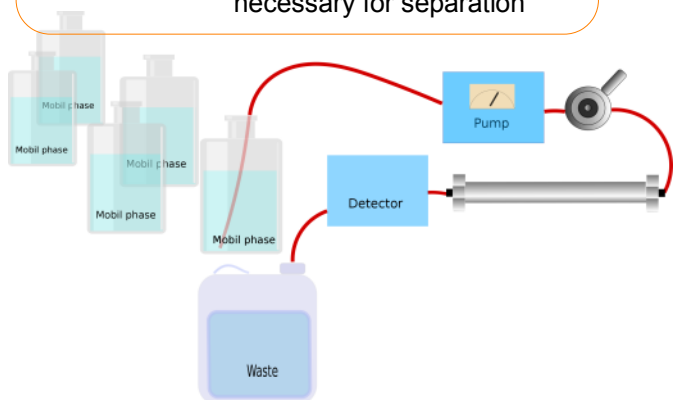 necessary for separation
Mobil phase
Mobil phase
Mobil phase
Mobil phase
Mobil phase
Pump
Detector
Waste